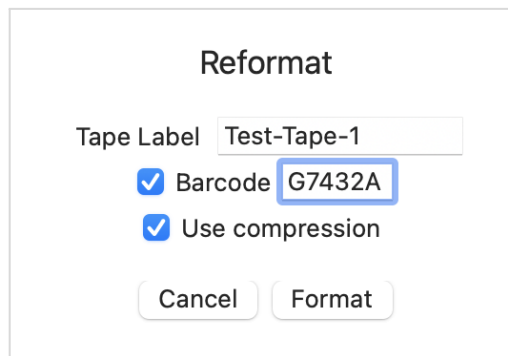 Reformat
Tape Label Test-Tape-1
Barcode G7432A
Use compression
Cancel Format